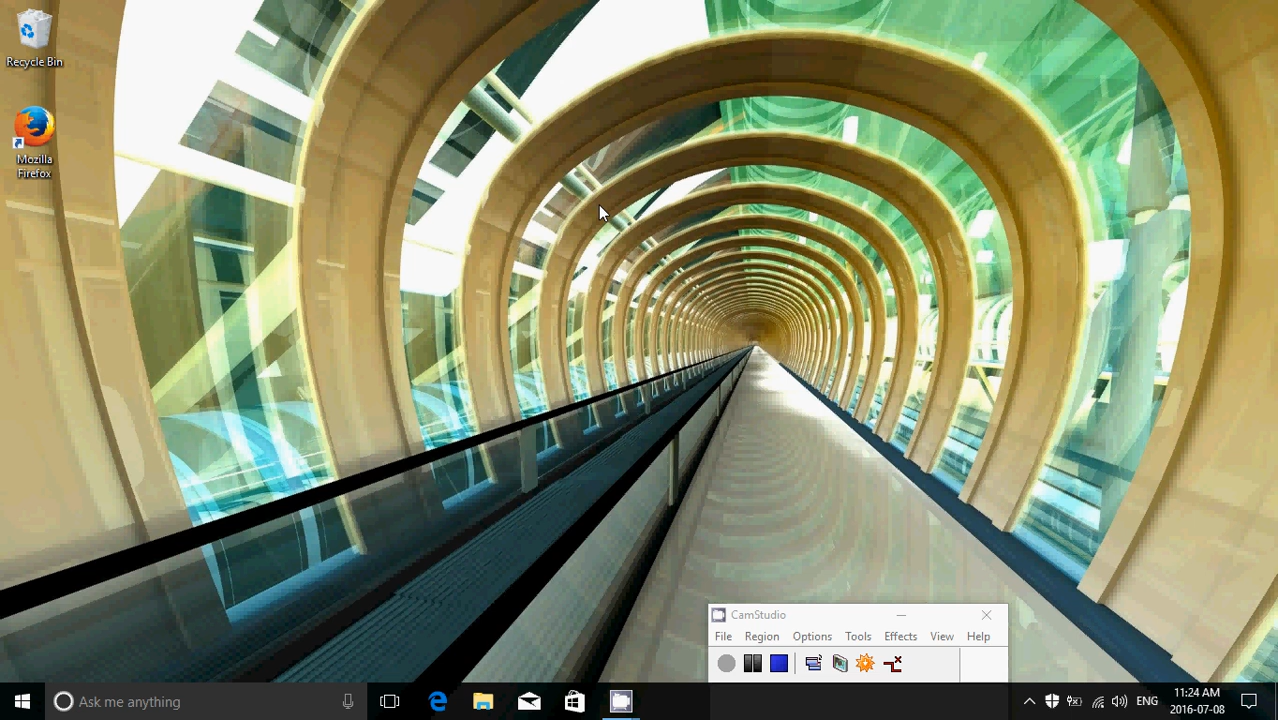 Recycle Bin
Mozilla
Firefox
CamStudio
File Region Options Tools Effects View Help
Ask me anything
ENG
11:24 AM
2016-07-08